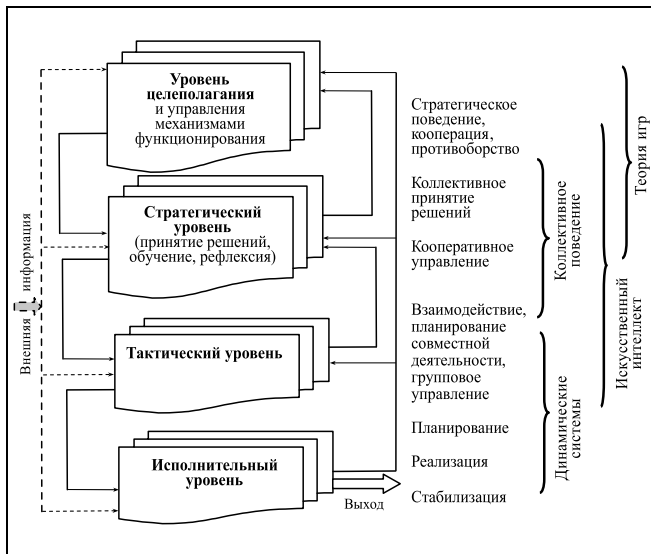 Уровень
целеполагания
и управления
механизмами
функционирования
Стратегический
уровень
(принятие решений,
обучение, рефлексия)
Тактический уровень
Исполнительный
уровень
Внешняя информация
Выход
Стратегическое
поведение,
кооперация,
противоборство
Коллективное
принятие
решений
Кооперативное
управление
Взаимодействие,
планирование
совместной
деятельности,
групповое
управление
Планирование
Реализация
Стабилизация
Коллективное
поведение
Динамические
системы
Искусственный
интеллект
Теория игр